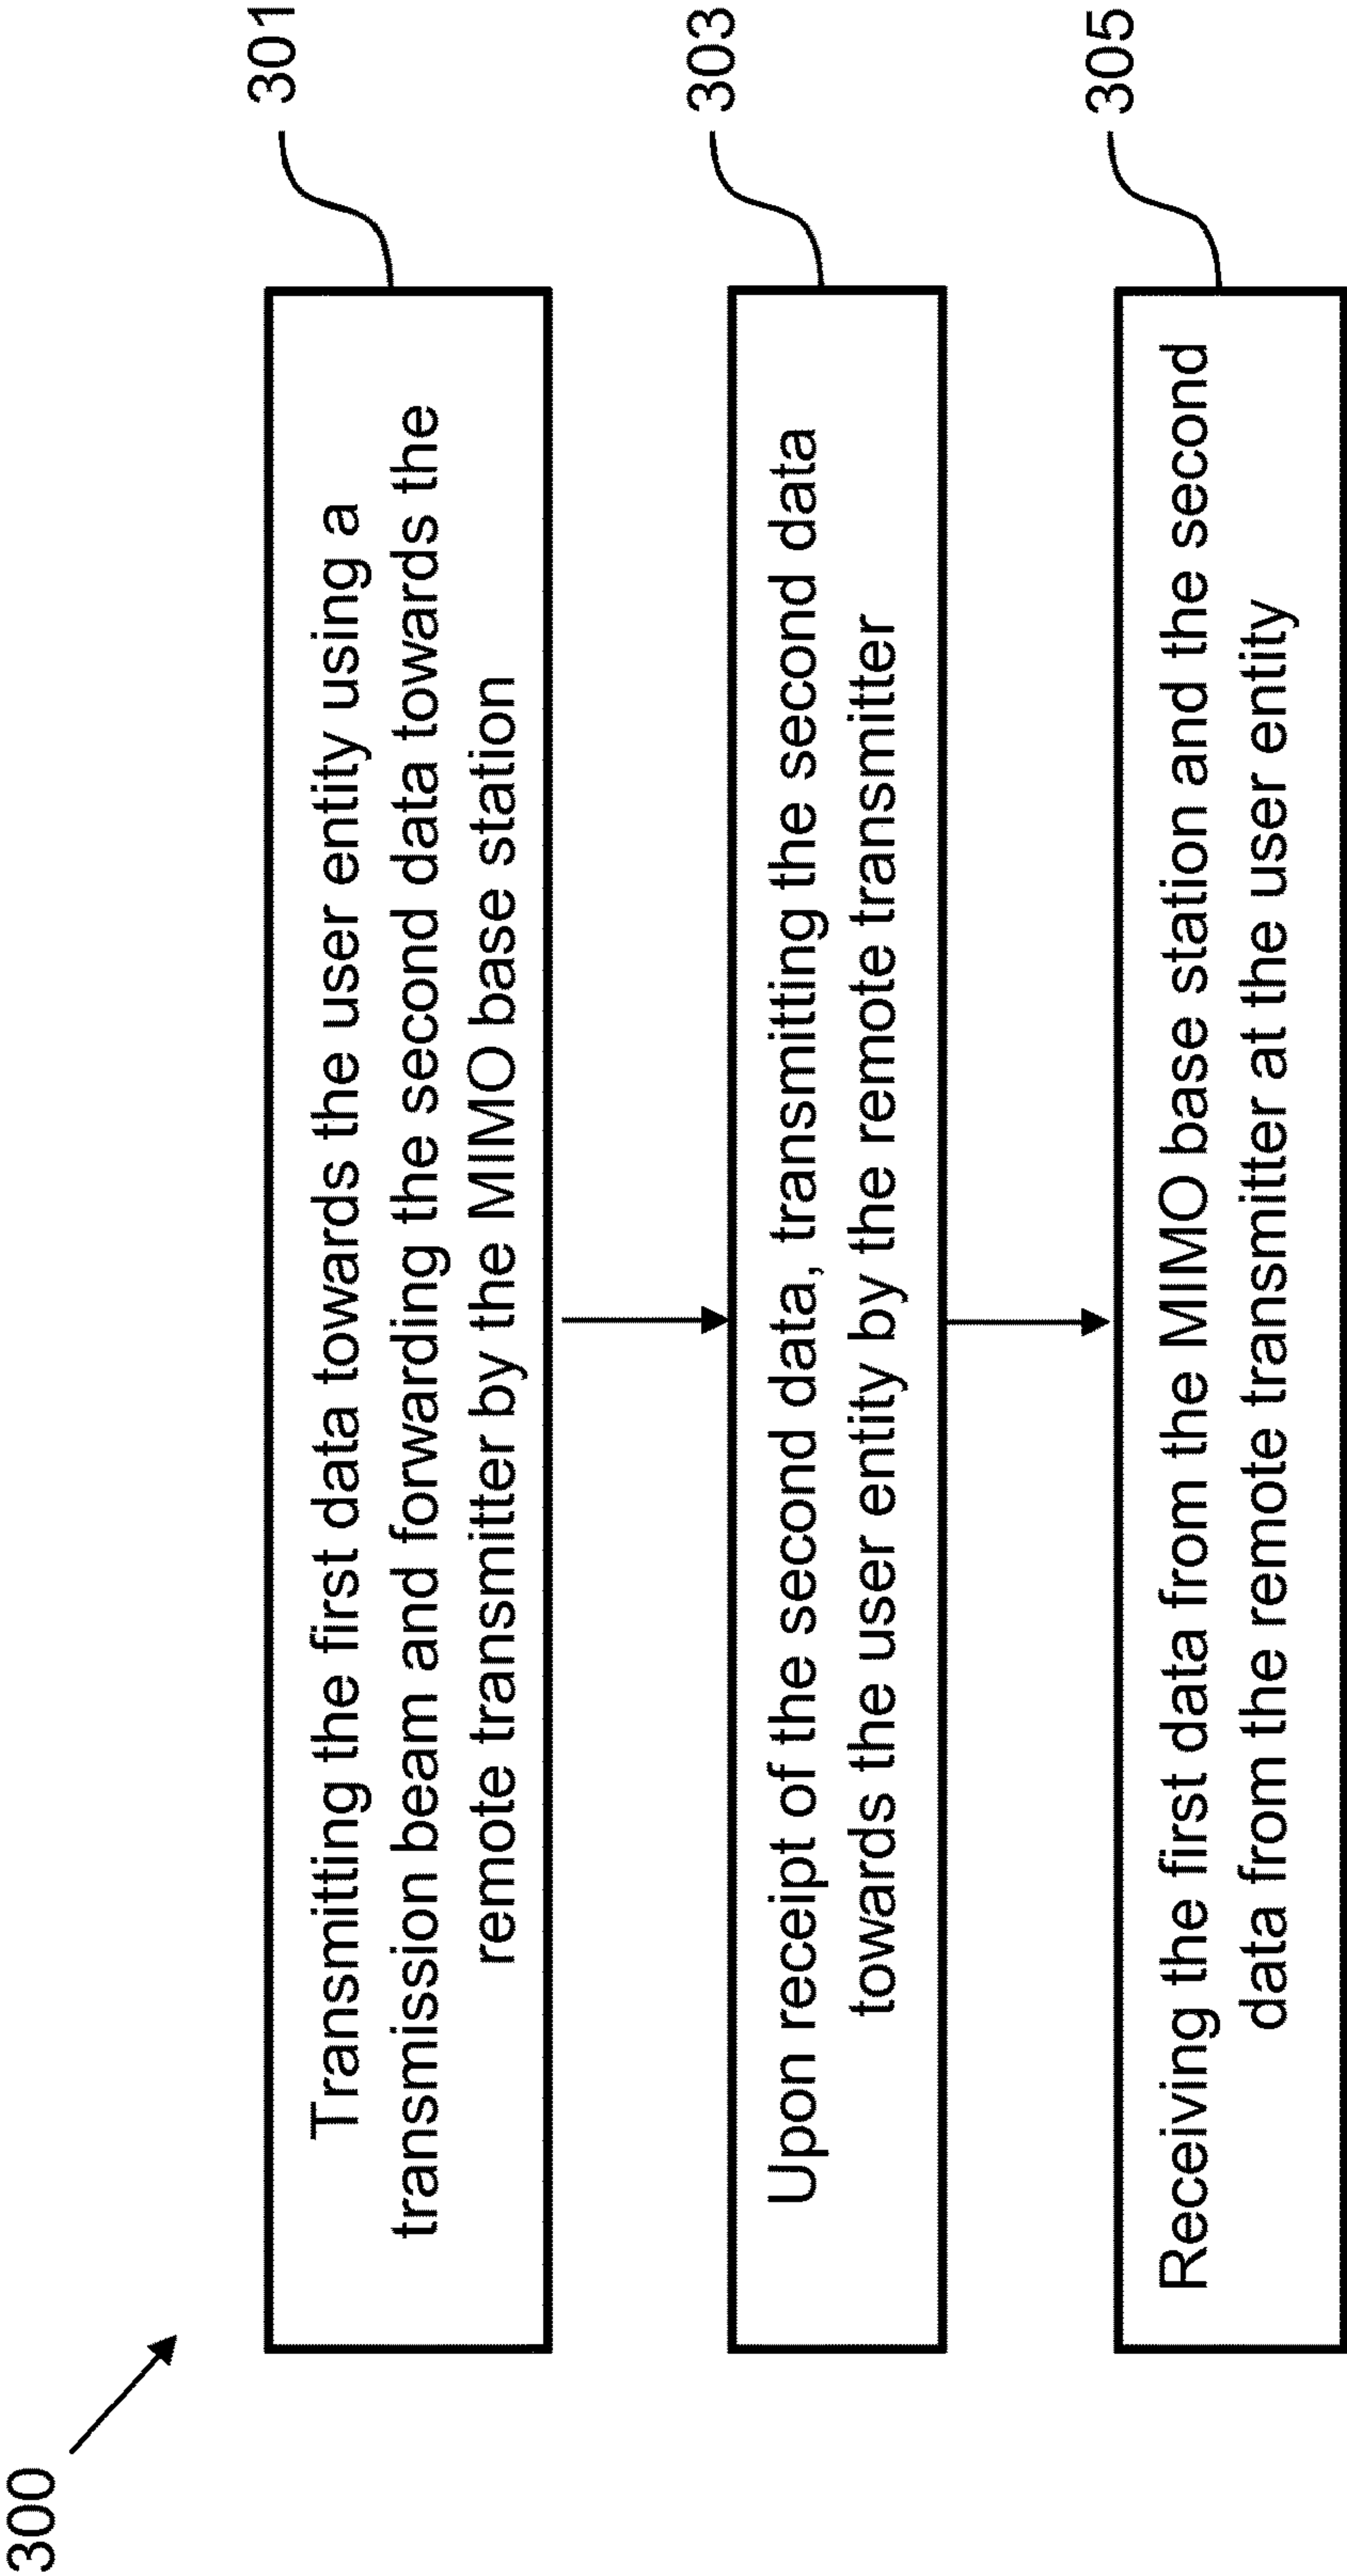 300
301
Transmitting the first data towards the user entity using a
transmission beam and forwarding the second data towards the
remote transmitter by the MIMO base station
303
Upon receipt of the second data, transmitting the second data
towards the user entity by the remote transmitter
305
Receiving the first data from the MIMO base station and the second
data from the remote transmitter at the user entity